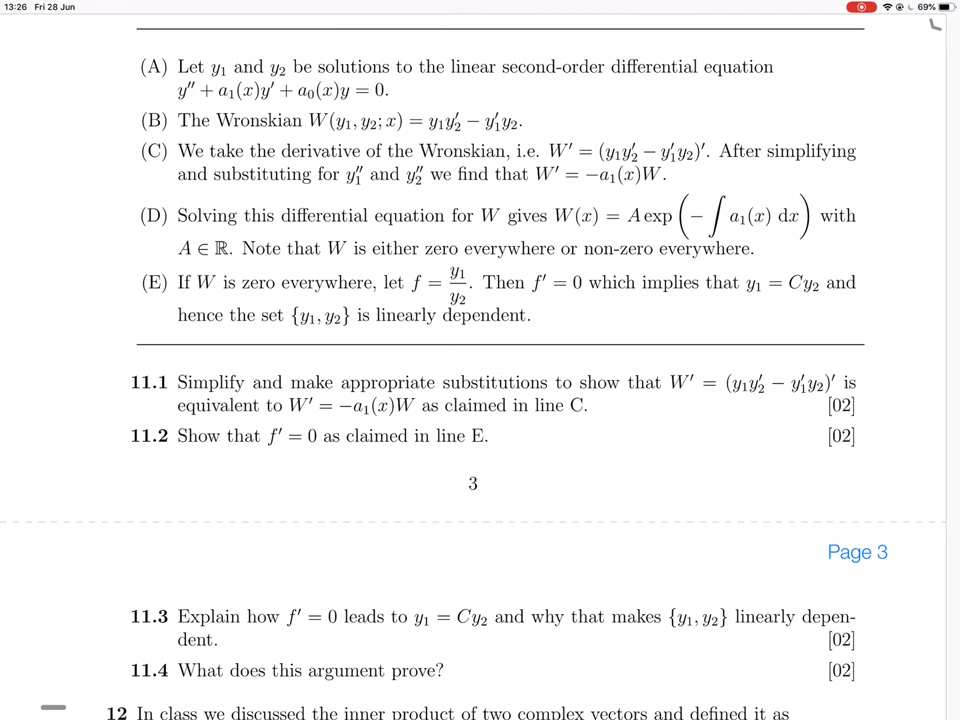 13:26 Fri 28 Jun
69%
(A) Let y₁ and y₂ be solutions to the linear second-order differential equation
y″ + a₁(x)y′ + a₀(x)y = 0.
(B) The Wronskian W(y₁, y₂; x) = y₁y₂′ − y₁′y₂.
(C) We take the derivative of the Wronskian, i.e. W′ = (y₁y₂′ − y₁′y₂)′. After simplifying
and substituting for y₁″ and y₂″ we find that W′ = −a₁(x)W.
(D) Solving this differential equation for W gives W(x) = A exp(−∫ a₁(x) dx) with
A ∈ ℝ. Note that W is either zero everywhere or non-zero everywhere.
(E) If W is zero everywhere, let f = y₁/y₂. Then f′ = 0 which implies that y₁ = Cy₂ and
hence the set {y₁, y₂} is linearly dependent.
11.1 Simplify and make appropriate substitutions to show that W′ = (y₁y₂′ − y₁′y₂)′ is
equivalent to W′ = −a₁(x)W as claimed in line C. [02]
11.2 Show that f′ = 0 as claimed in line E. [02]
3
Page 3
11.3 Explain how f′ = 0 leads to y₁ = Cy₂ and why that makes {y₁, y₂} linearly depen-
dent. [02]
11.4 What does this argument prove? [02]
12 In class we discussed the inner product of two complex vectors and defined it as